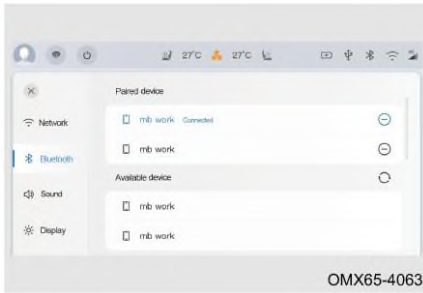 27°C 27°C
Paired device
Network
mb work Connected
mb work
Bluetooth
Available device
Sound
mb work
Display
mb work
OMX65-4063